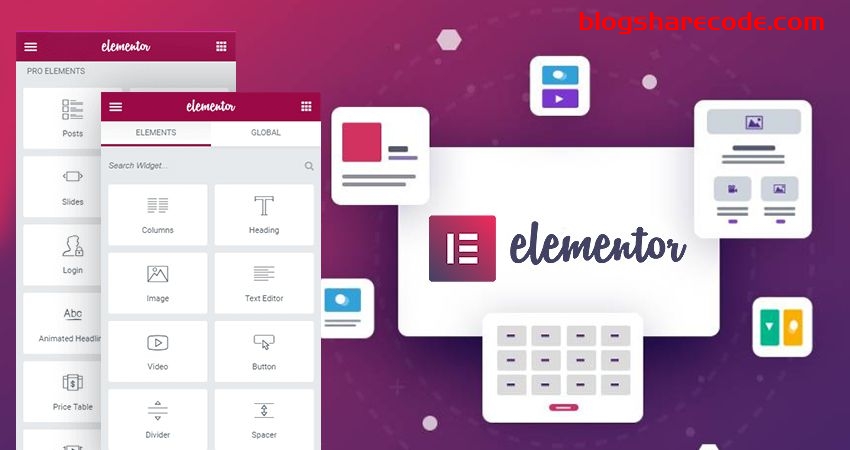 blogsharecode.com
elementor
PRO ELEMENTS
Posts
Slides
Login
Abc
Animated Headlin
Price Table
elementor
ELEMENTS
GLOBAL
Search Widget...
Columns
Heading
Image
Text Editor
Video
Button
Divider
Spacer
elementor